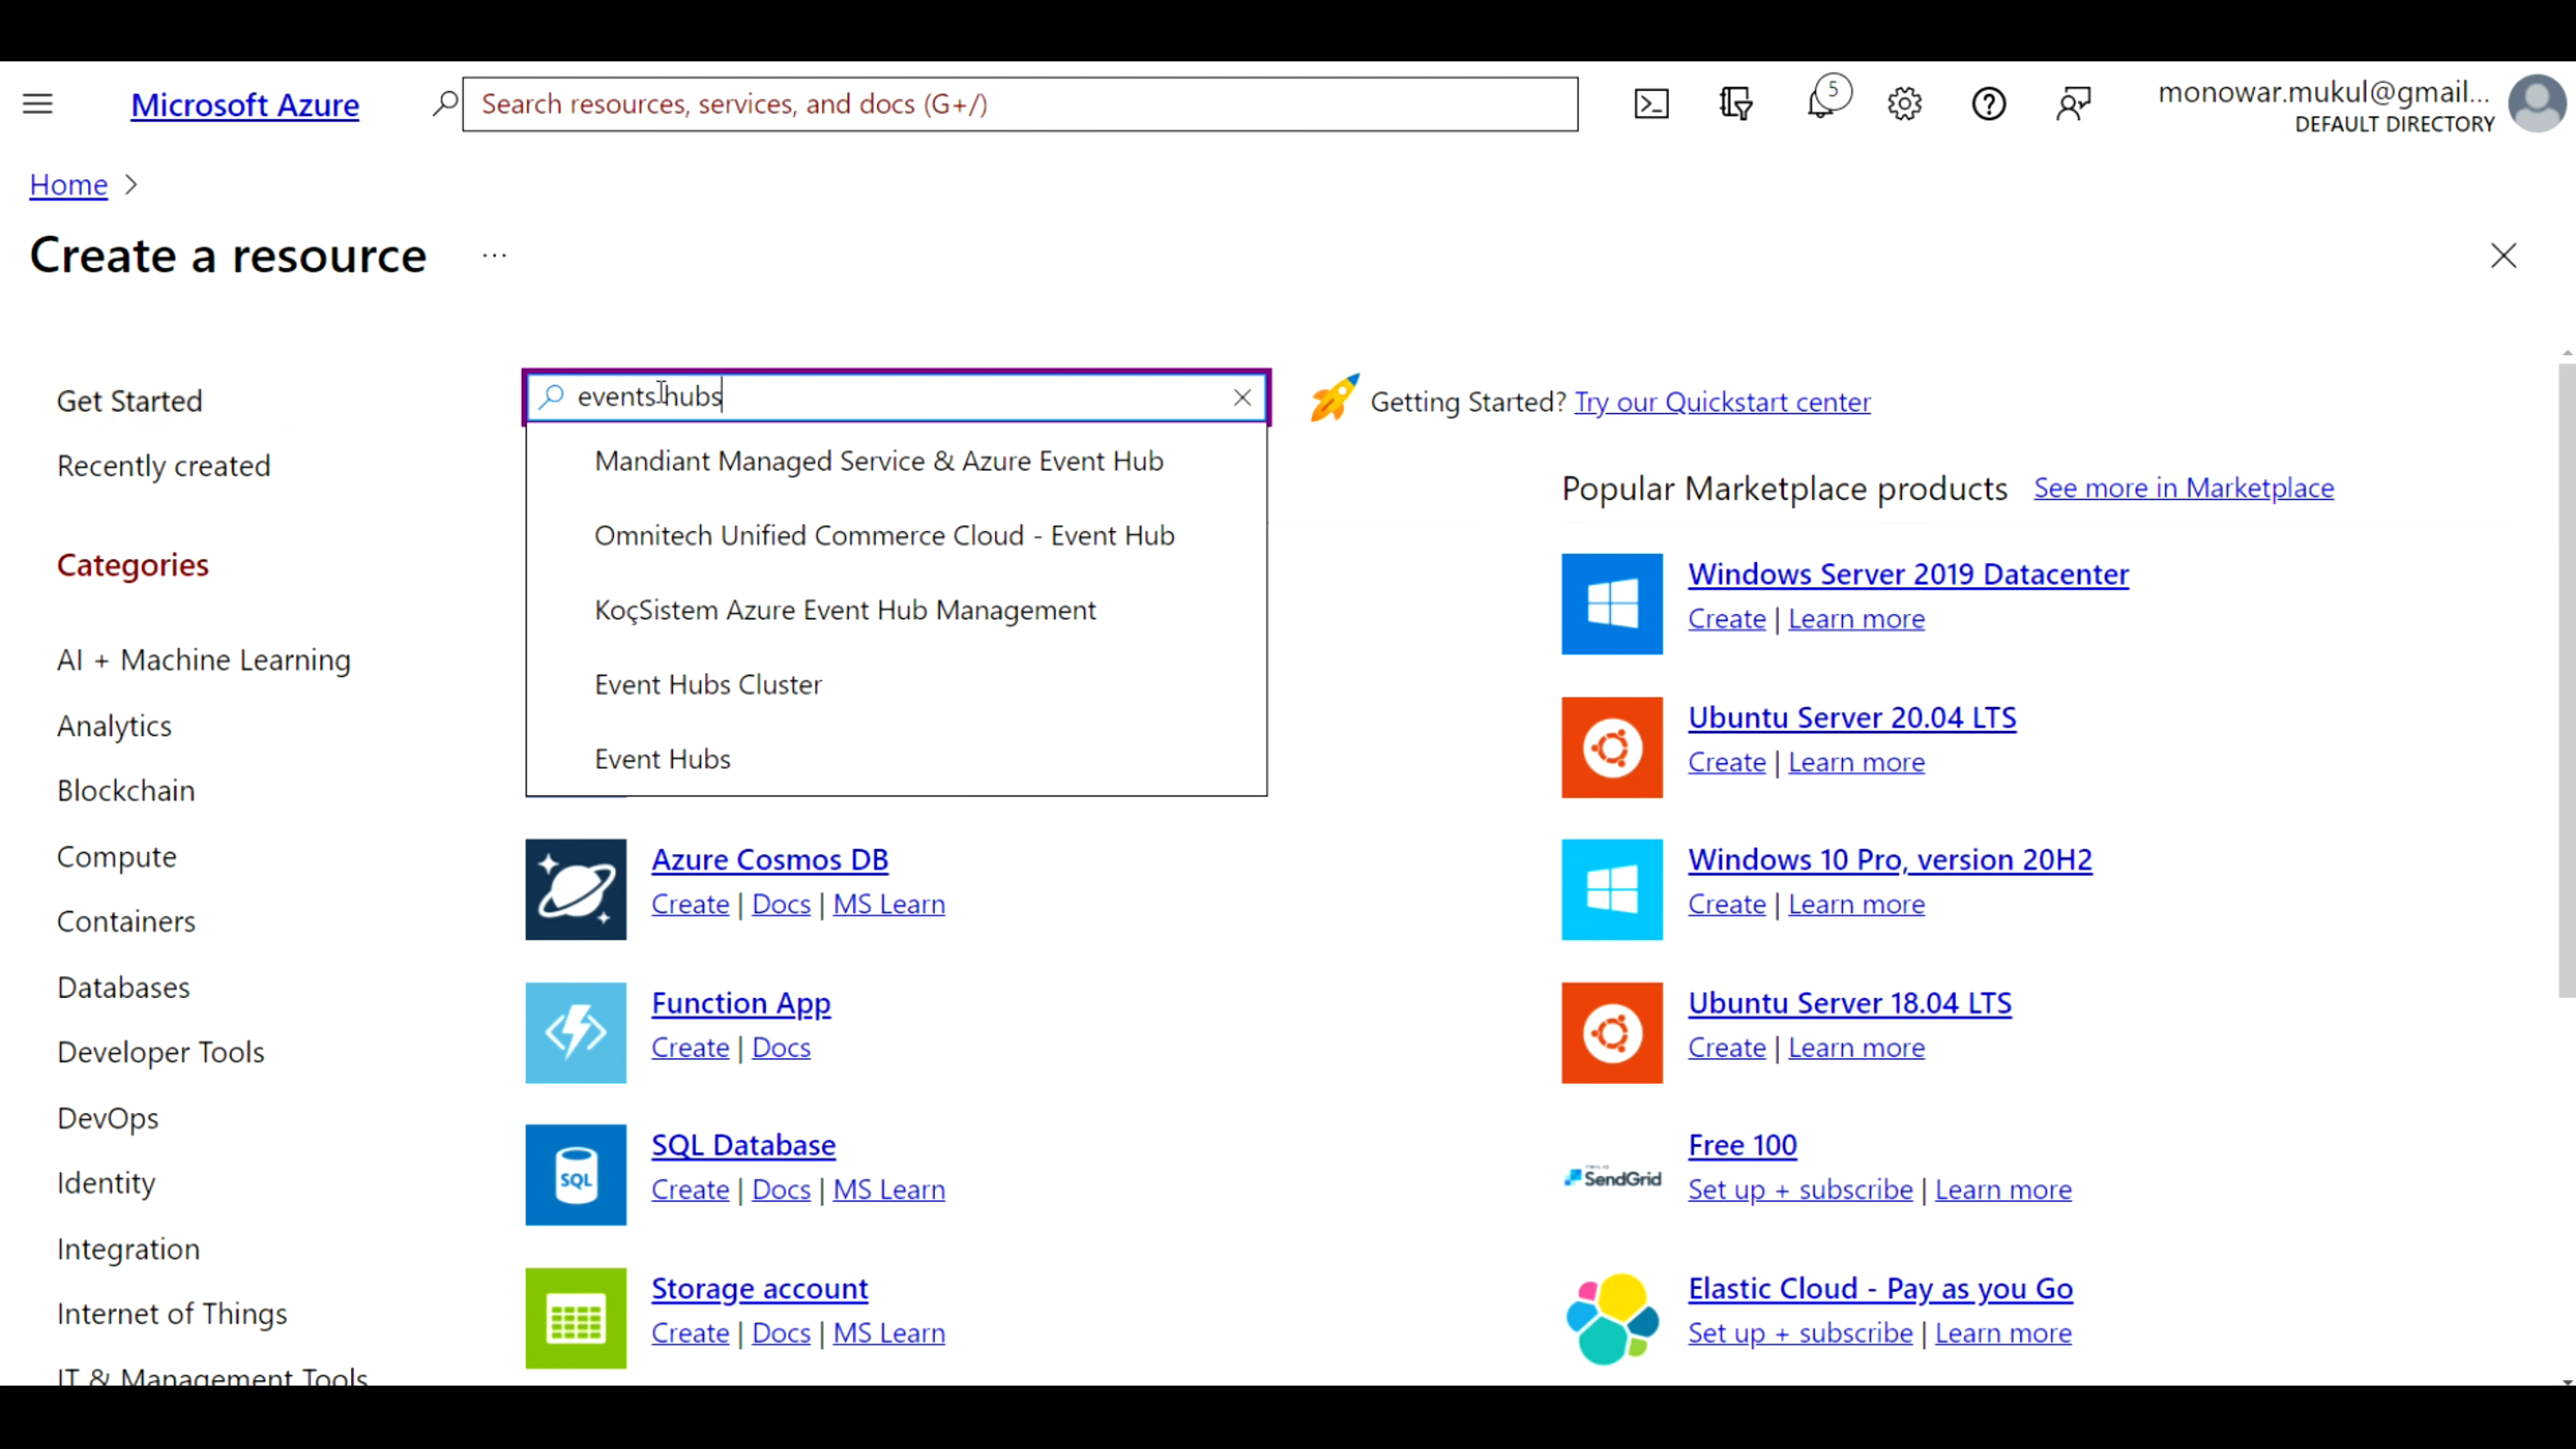 Microsoft Azure
Search resources, services, and docs (G+/)
5
monowar.mukul@gmail...
DEFAULT DIRECTORY
Home >
Create a resource ...
Get Started
Recently created
Categories
AI + Machine Learning
Analytics
Blockchain
Compute
Containers
Databases
Developer Tools
DevOps
Identity
Integration
Internet of Things
IT & Management Tools
events hubs
Mandiant Managed Service & Azure Event Hub
Omnitech Unified Commerce Cloud - Event Hub
KoçSistem Azure Event Hub Management
Event Hubs Cluster
Event Hubs
Azure Cosmos DB
Create | Docs | MS Learn
Function App
Create | Docs
SQL
SQL Database
Create | Docs | MS Learn
Storage account
Create | Docs | MS Learn
Getting Started? Try our Quickstart center
Popular Marketplace products See more in Marketplace
Windows Server 2019 Datacenter
Create | Learn more
Ubuntu Server 20.04 LTS
Create | Learn more
Windows 10 Pro, version 20H2
Create | Learn more
Ubuntu Server 18.04 LTS
Create | Learn more
SendGrid
Free 100
Set up + subscribe | Learn more
Elastic Cloud - Pay as you Go
Set up + subscribe | Learn more